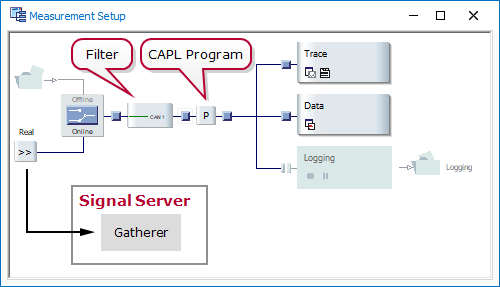 Measurement Setup
Filter
CAPL Program
Trace
Offline
Online
CAN 1
P
Data
Real
>>
Logging
Logging
Signal Server
Gatherer